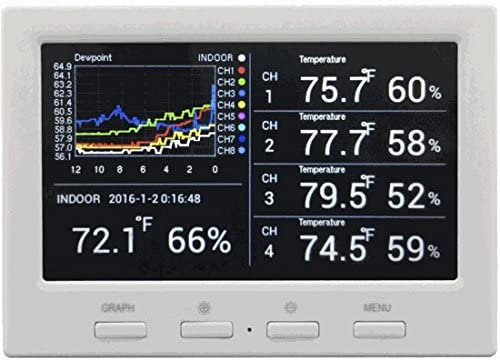 Dewpoint
INDOOR
64.9
64.1
63.2
62.3
61.4
60.5
59.6
58.8
57.9
57.0
56.1
CH1
CH2
CH3
CH4
CH5
CH6
CH7
CH8
12 10 8 6 4 2 0
INDOOR 2016-1-2 0:16:48
72.1°F 66%
Temperature
CH 1 75.7°F 60%
Temperature
CH 2 77.7°F 58%
Temperature
CH 3 79.5°F 52%
Temperature
CH 4 74.5°F 59%
GRAPH
MENU